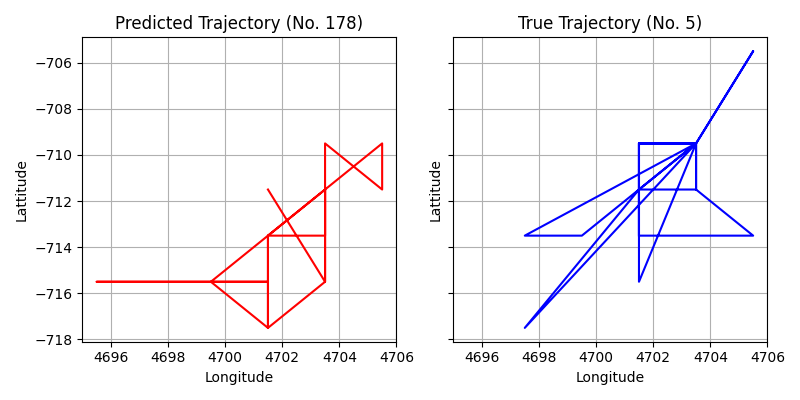 Predicted Trajectory (No. 178)
−706
−708
−710
−712
−714
−716
−718
Lattitude
4696 4698 4700 4702 4704 4706
Longitude
True Trajectory (No. 5)
Lattitude
4696 4698 4700 4702 4704 4706
Longitude